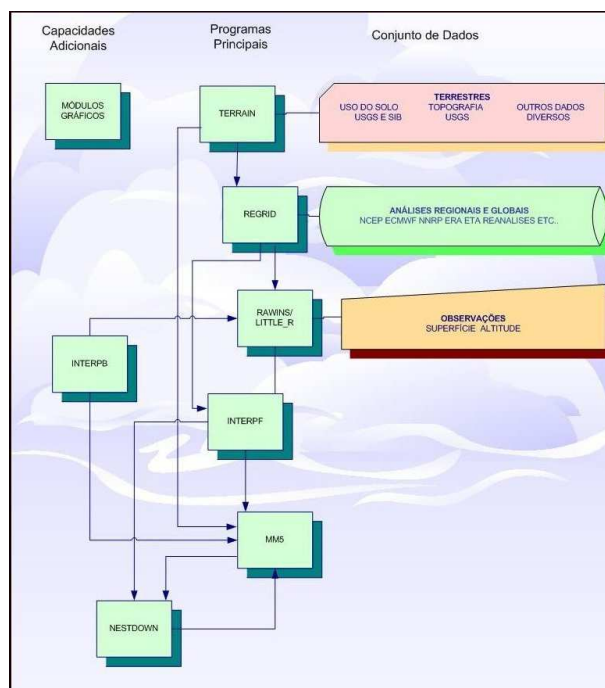 Capacidades
Adicionais
Programas
Principais
Conjunto de Dados
MÓDULOS
GRÁFICOS
TERRAIN
TERRESTRES
USO DO SOLO
USGS E SIB
TOPOGRAFIA
USGS
OUTROS DADOS
DIVERSOS
REGRID
ANÁLISES REGIONAIS E GLOBAIS
NCEP ECMWF NNRP ERA ETA REANALISES ETC..
RAWINS/
LITTLE_R
OBSERVAÇÕES
SUPERFÍCIE ALTITUDE
INTERPB
INTERPF
MM5
NESTDOWN